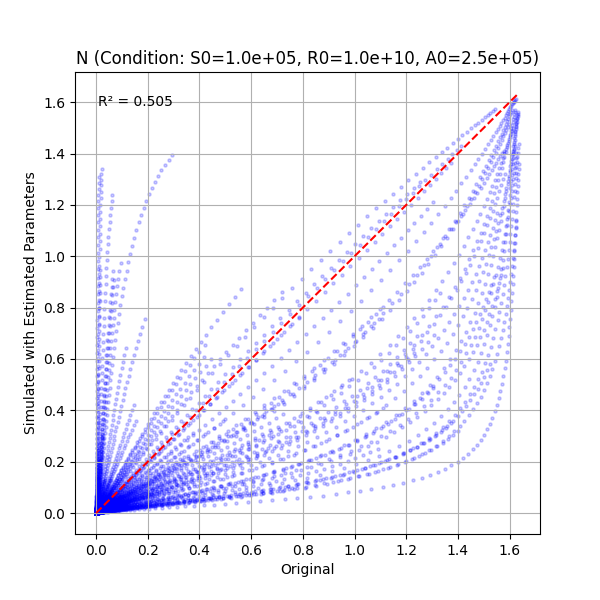 N (Condition: S0=1.0e+05, R0=1.0e+10, A0=2.5e+05)
R² = 0.505
1.6
1.4
1.2
1.0
0.8
0.6
0.4
0.2
0.0
Simulated with Estimated Parameters
0.0 0.2 0.4 0.6 0.8 1.0 1.2 1.4 1.6
Original